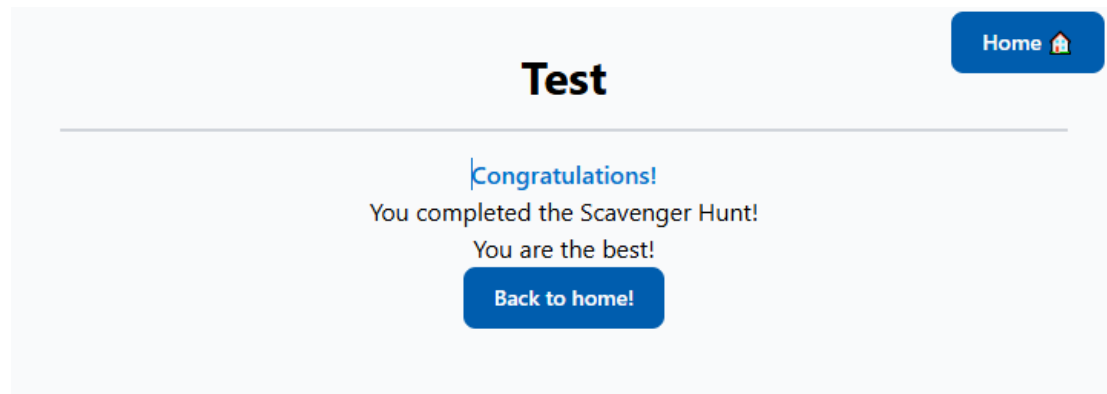 Home 🏠
Test
Congratulations!
You completed the Scavenger Hunt!
You are the best!
Back to home!